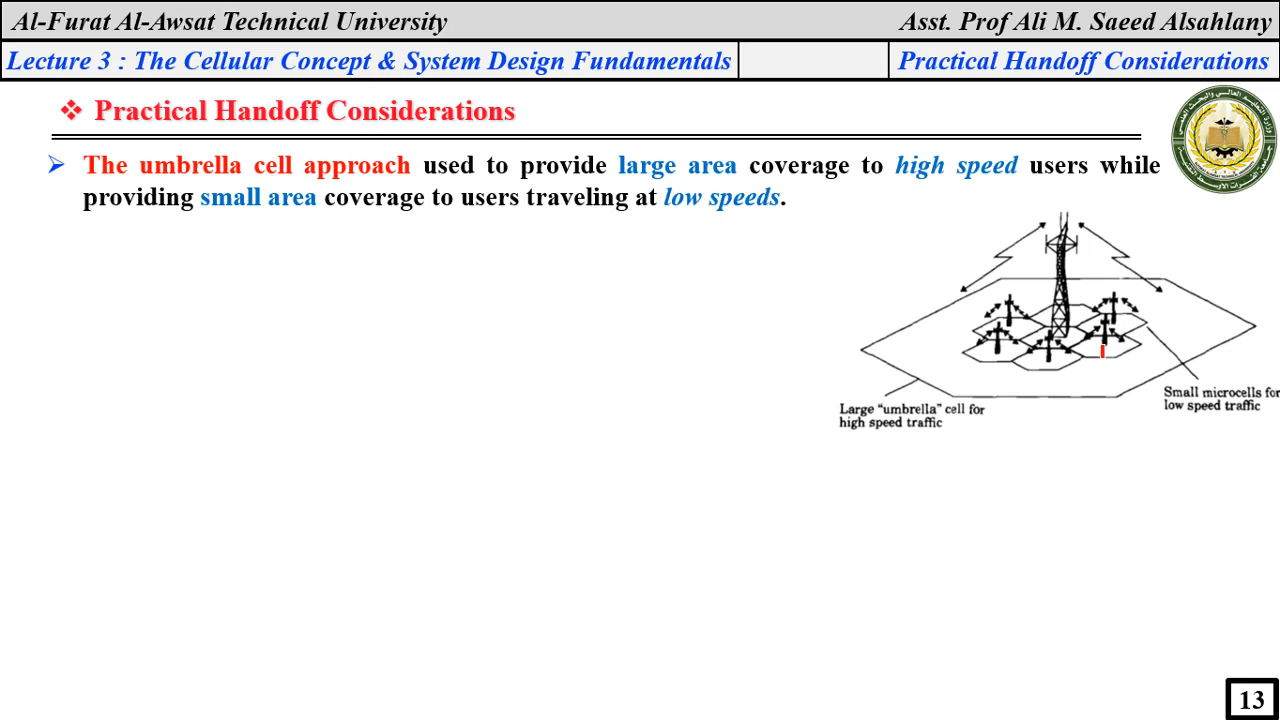 Al-Furat Al-Awsat Technical University
Asst. Prof Ali M. Saeed Alsahlany
Lecture 3 : The Cellular Concept & System Design Fundamentals
Practical Handoff Considerations
❖ Practical Handoff Considerations
➢ The umbrella cell approach used to provide large area coverage to high speed users while
providing small area coverage to users traveling at low speeds.
Small microcells for
low speed traffic
Large "umbrella" cell for
high speed traffic
13